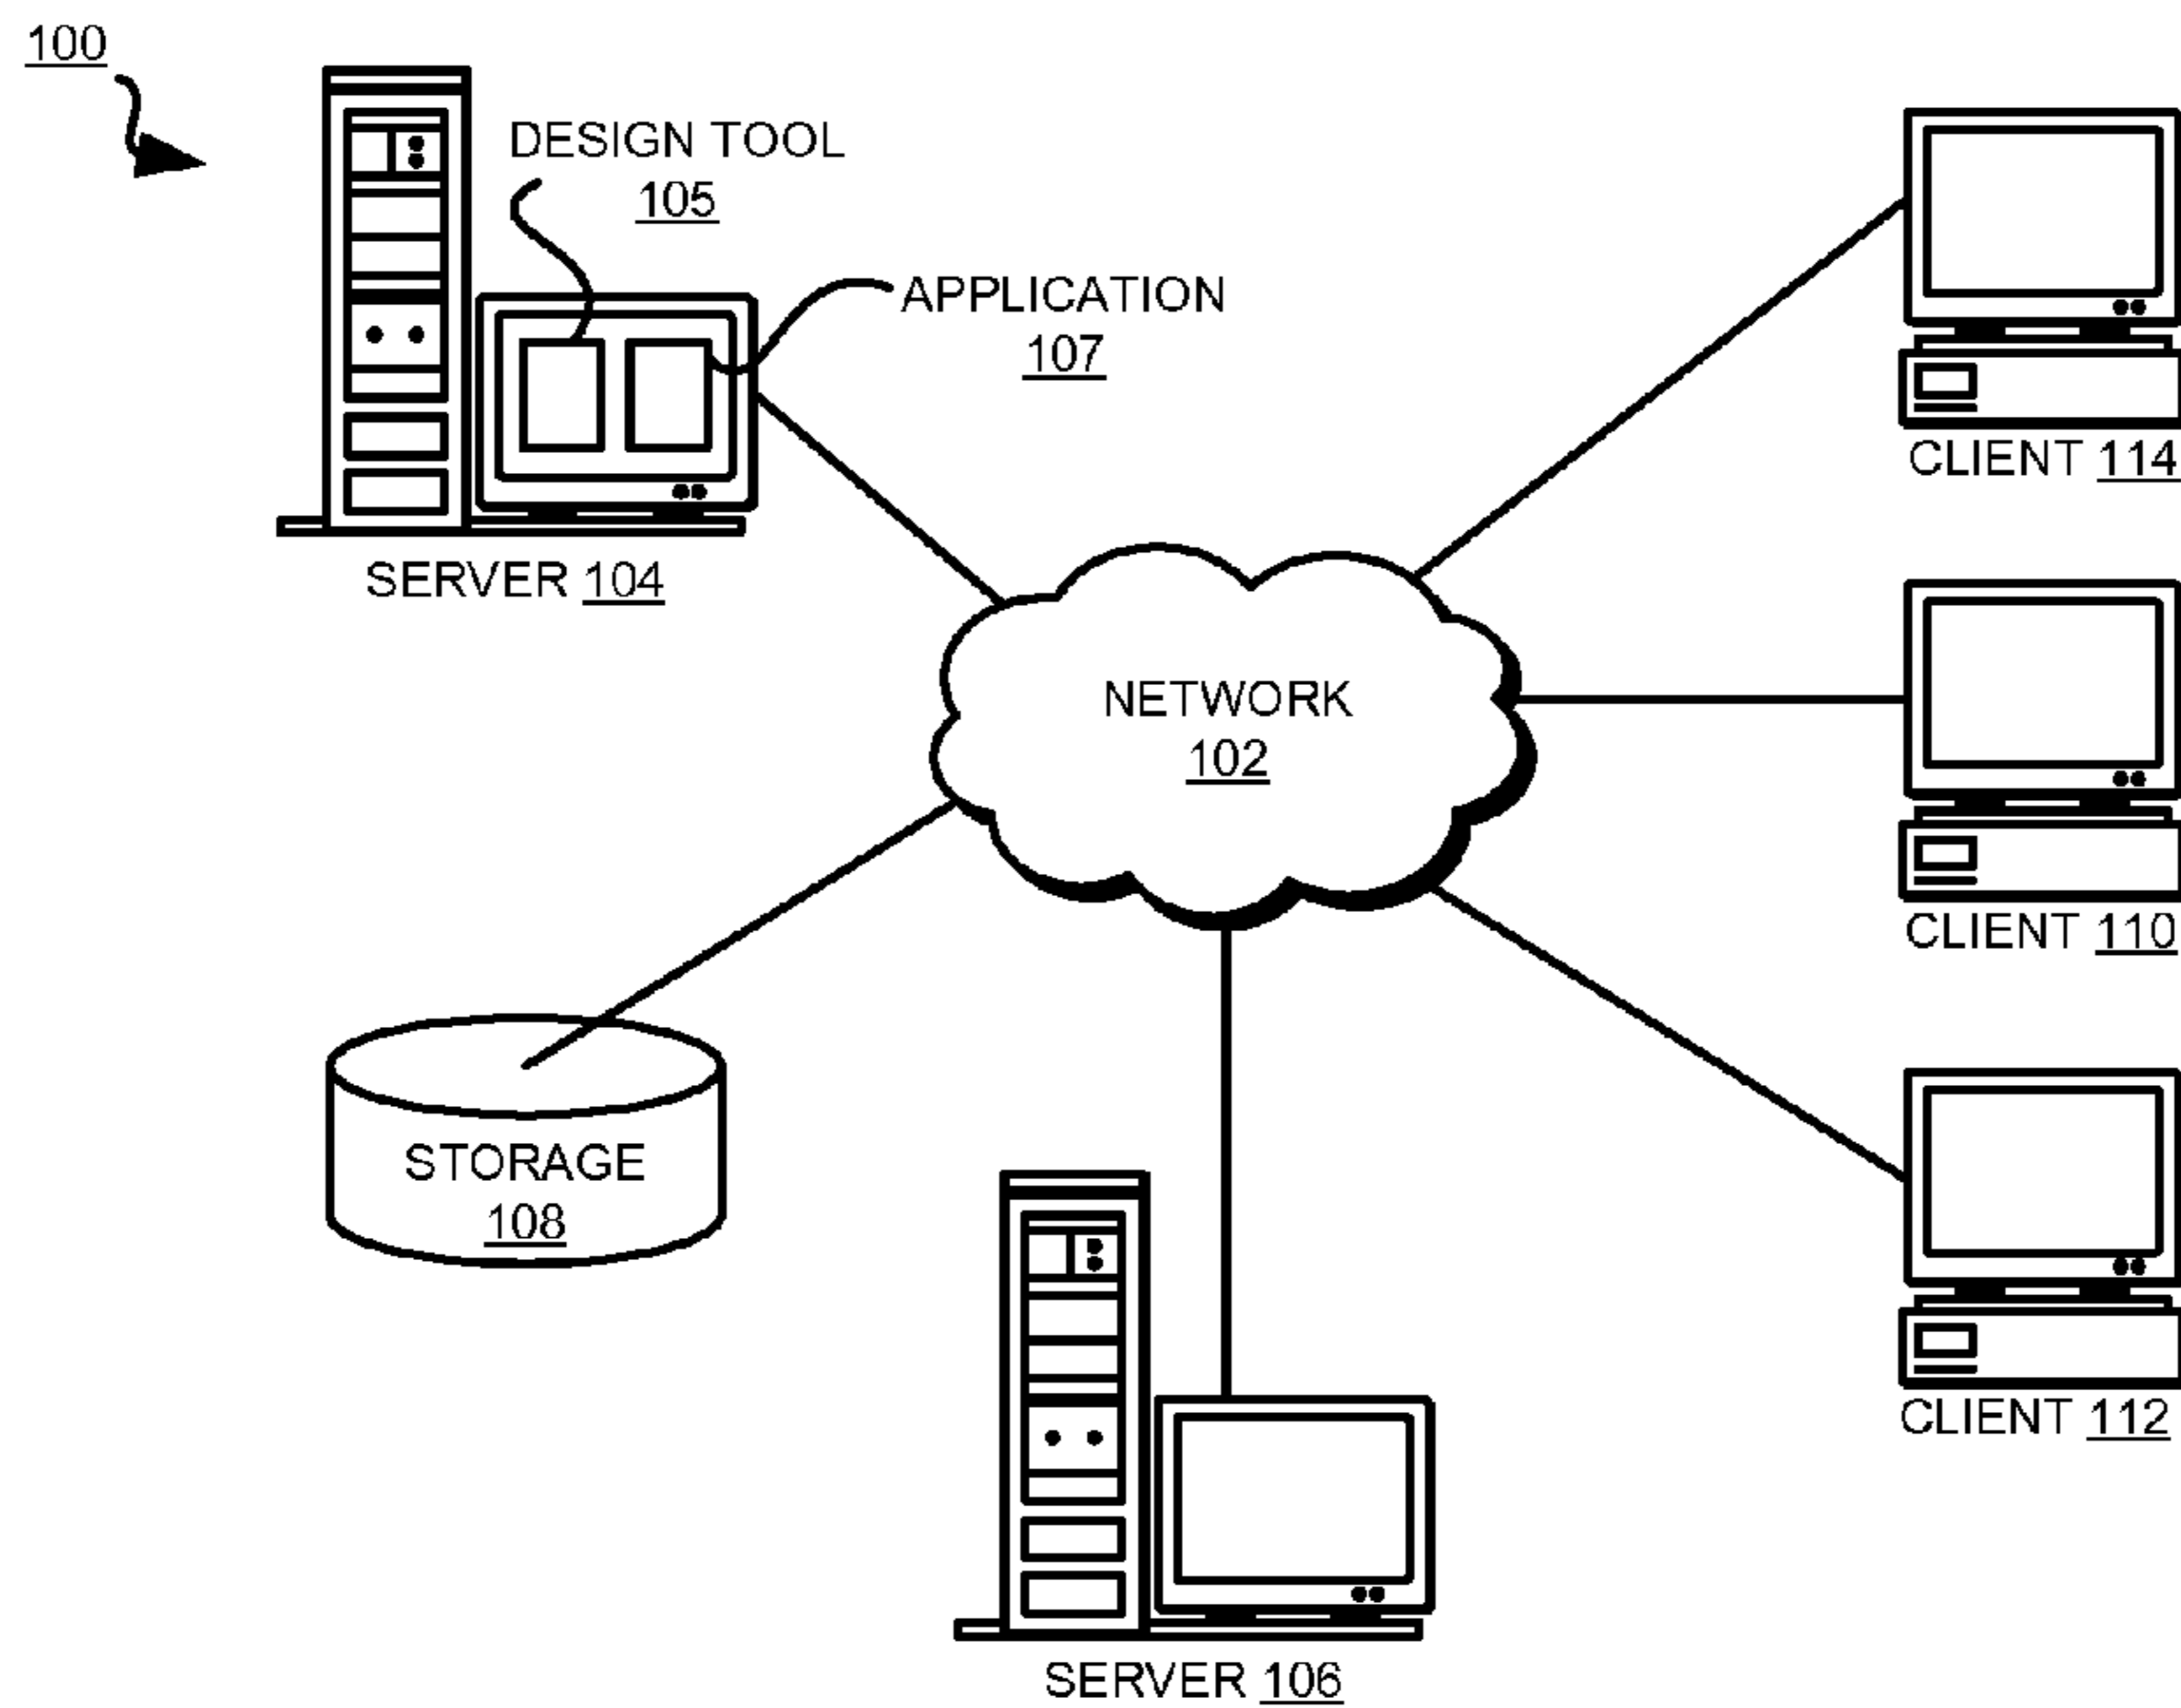 100
DESIGN TOOL
105
APPLICATION
107
SERVER 104
CLIENT 114
NETWORK
102
CLIENT 110
STORAGE
108
CLIENT 112
SERVER 106